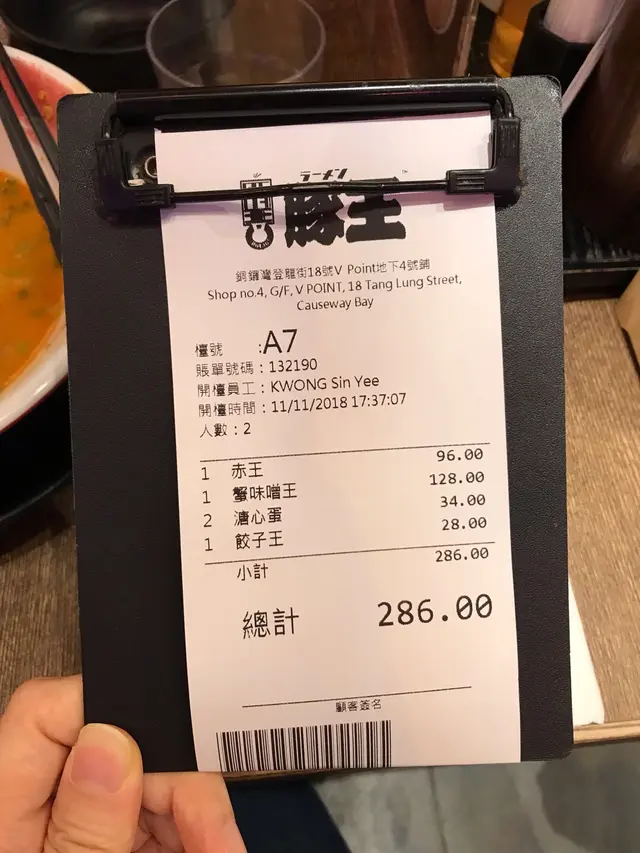 ラーメン
豚王
銅鑼灣登龍街18號V Point地下4號舖
Shop no.4, G/F, V POINT, 18 Tang Lung Street,
Causeway Bay
檯號 :A7
賬單號碼：132190
開檯員工：KWONG Sin Yee
開檯時間：11/11/2018 17:37:07
人數：2
1 赤王 96.00
1 蟹味噌王 128.00
2 溏心蛋 34.00
1 餃子王 28.00
小計 286.00
總計 286.00
顧客簽名